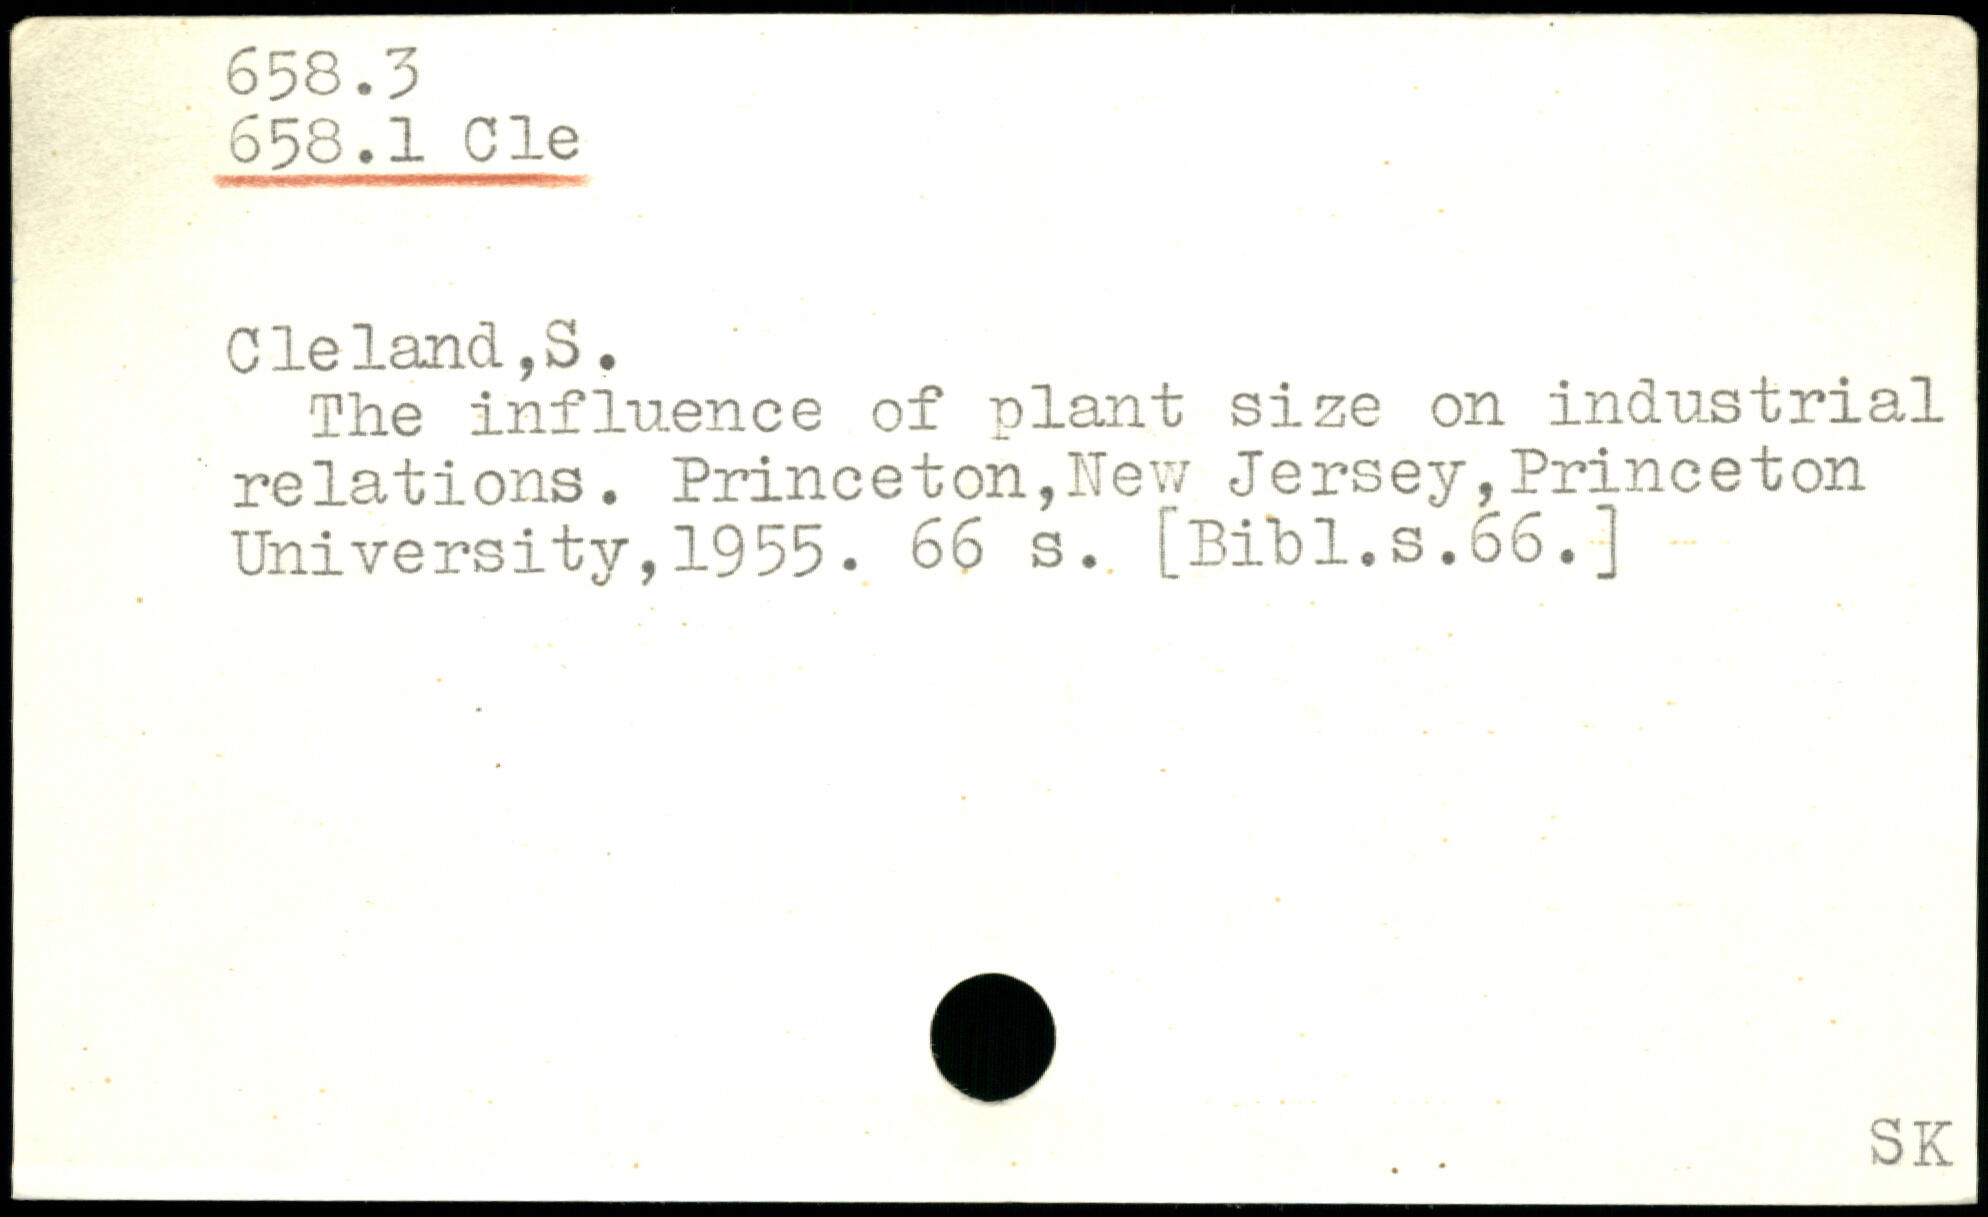 658.3
658.1 Cle
Cleland,S.
The influence of plant size on industrial
relations. Princeton,New Jersey,Princeton
University,1955. 66 s. [Bibl.s.66.]
SK